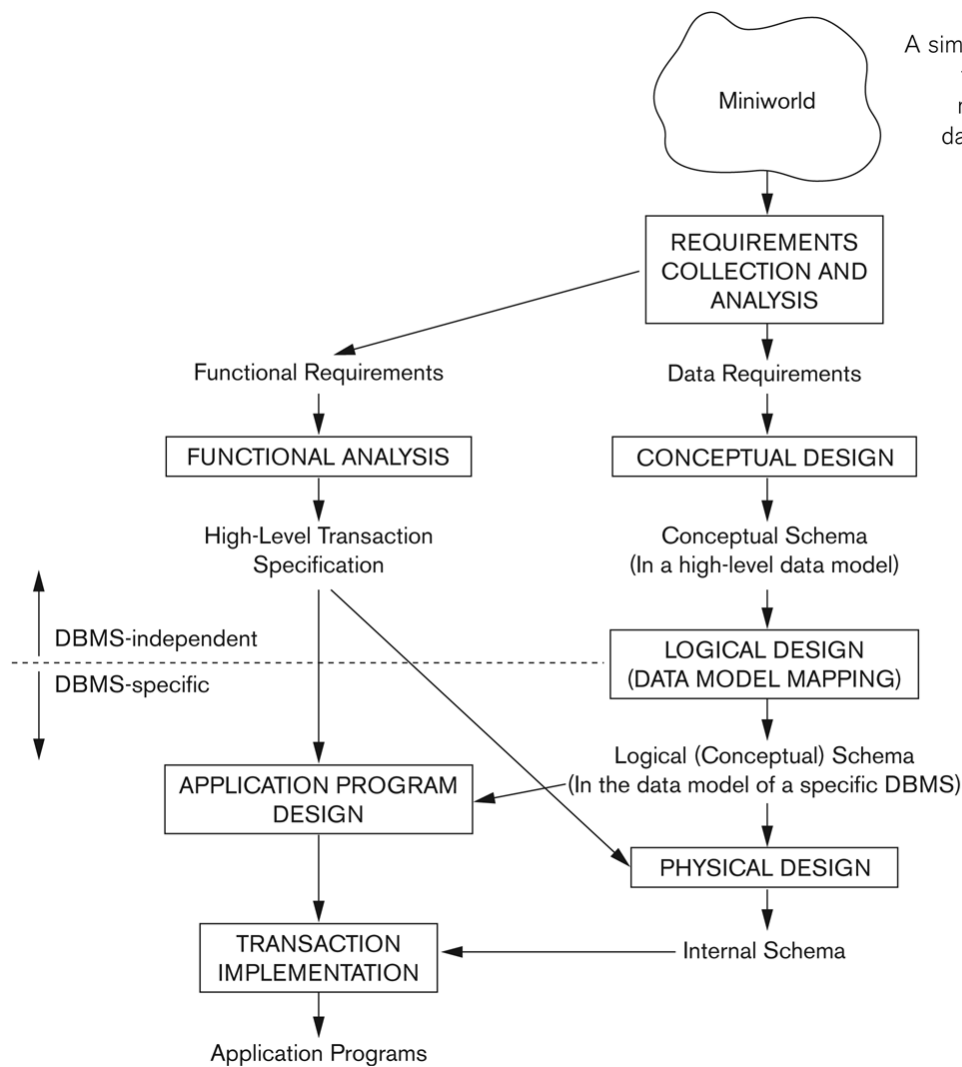 A sim
Miniworld
da
REQUIREMENTS
COLLECTION AND
ANALYSIS
Functional Requirements
Data Requirements
FUNCTIONAL ANALYSIS
CONCEPTUAL DESIGN
High-Level Transaction
Specification
Conceptual Schema
(In a high-level data model)
DBMS-independent
DBMS-specific
LOGICAL DESIGN
(DATA MODEL MAPPING)
Logical (Conceptual) Schema
(In the data model of a specific DBMS)
APPLICATION PROGRAM
DESIGN
PHYSICAL DESIGN
TRANSACTION
IMPLEMENTATION
Internal Schema
Application Programs